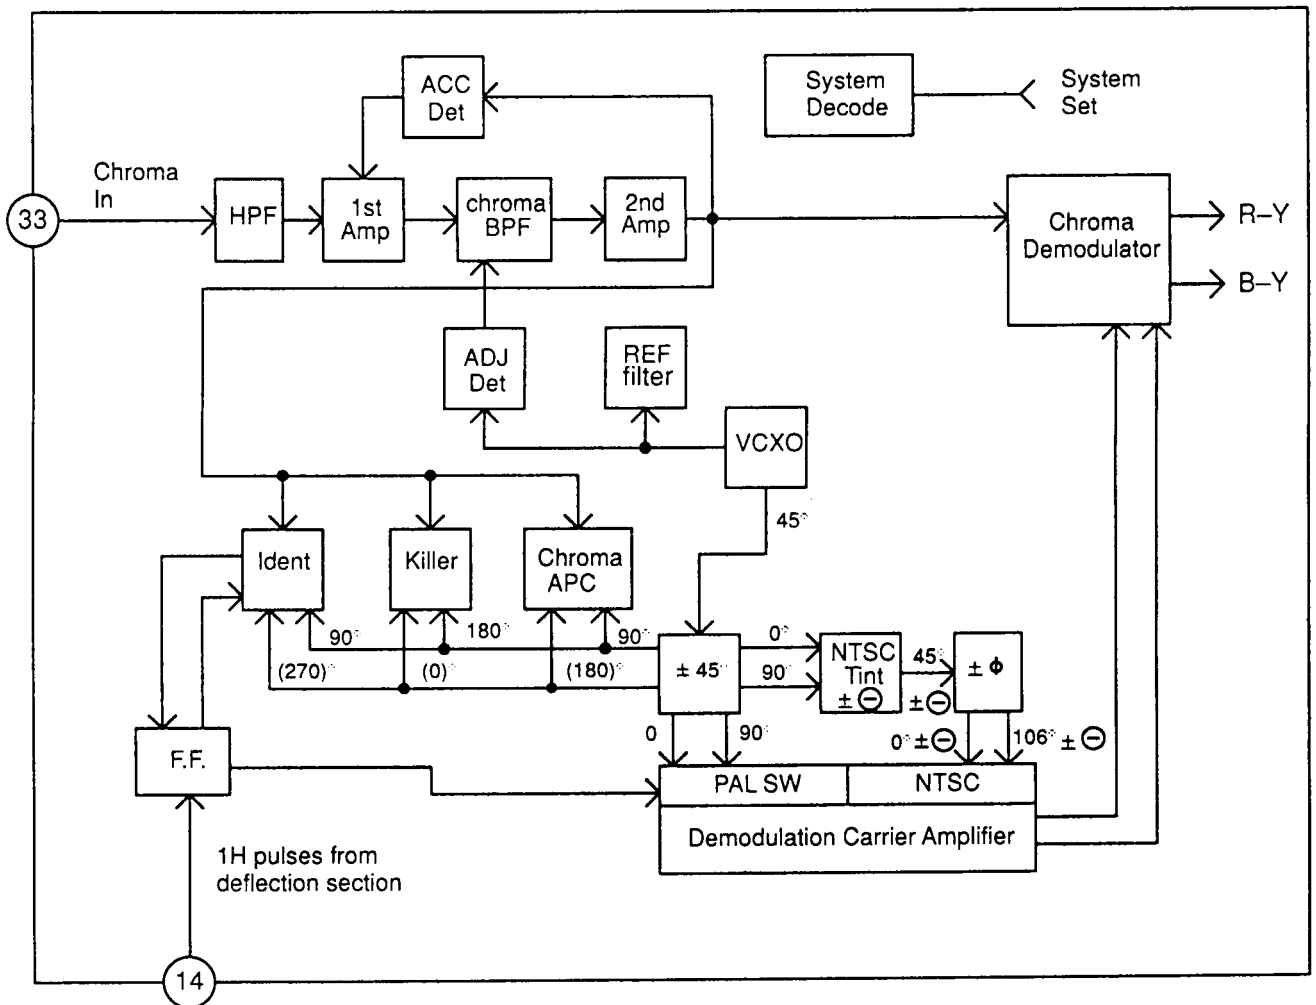 ACC
Det
System
Decode
System
Set
Chroma
In
33
HPF
1st
Amp
chroma
BPF
2nd
Amp
Chroma
Demodulator
R–Y
B–Y
ADJ
Det
REF
filter
VCXO
45°
Ident
Killer
Chroma
APC
90°
180°
90°
(270)°
(0)°
(180)°
± 45°
0°
90°
NTSC
Tint
± ⊖
45°
± ⊖
± ϕ
0
90°
0° ± ⊖
106° ± ⊖
F.F.
PAL SW
NTSC
Demodulation Carrier Amplifier
1H pulses from
deflection section
14